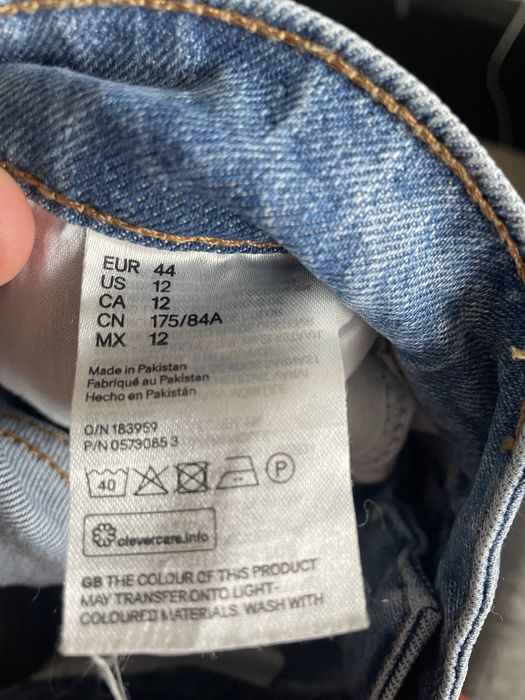 EUR 44
US 12
CA 12
CN 175/84A
MX 12
Made in Pakistan
Fabriqué au Pakistan
Hecho en Pakistán
O/N 183959
P/N 0573085 3
40 P
clevercare.info
GB THE COLOUR OF THIS PRODUCT
MAY TRANSFER ONTO LIGHT-
COLOURED MATERIALS. WASH WITH